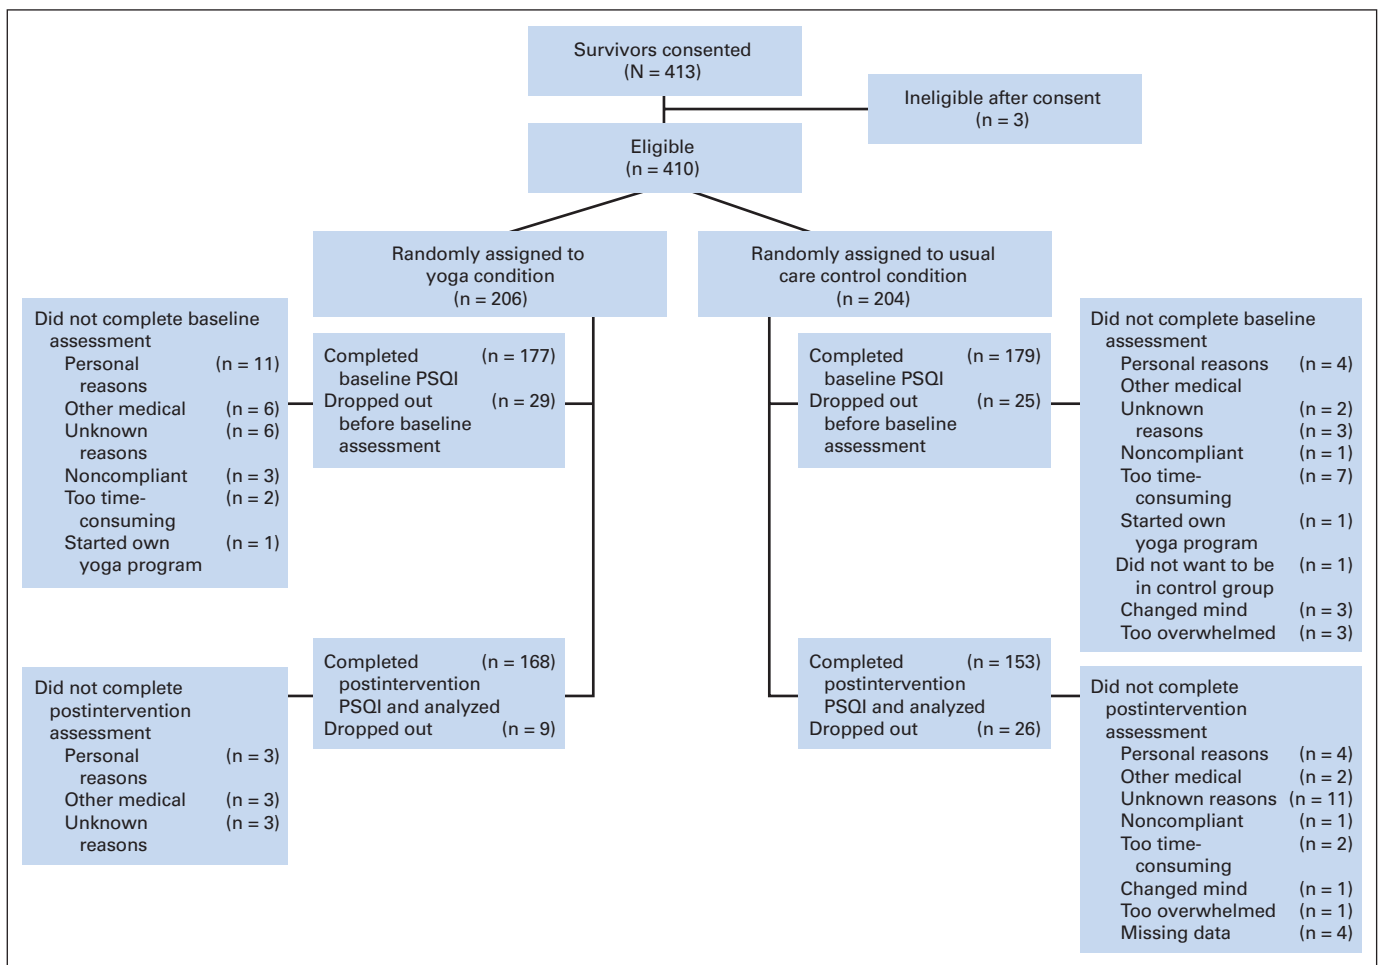 Survivors consented
(N = 413)
Ineligible after consent
(n = 3)
Eligible
(n = 410)
Randomly assigned to
yoga condition
(n = 206)
Randomly assigned to usual
care control condition
(n = 204)
Did not complete baseline
assessment
Personal (n = 11)
reasons
Other medical (n = 6)
Unknown (n = 6)
reasons
Noncompliant (n = 3)
Too time- (n = 2)
consuming
Started own (n = 1)
yoga program
Completed (n = 177)
baseline PSQI
Dropped out (n = 29)
before baseline
assessment
Completed (n = 179)
baseline PSQI
Dropped out (n = 25)
before baseline
assessment
Did not complete baseline
assessment
Personal reasons (n = 4)
Other medical
Unknown (n = 2)
reasons (n = 3)
Noncompliant (n = 1)
Too time- (n = 7)
consuming
Started own (n = 1)
yoga program
Did not want to be (n = 1)
in control group
Changed mind (n = 3)
Too overwhelmed (n = 3)
Did not complete
postintervention
assessment
Personal (n = 3)
reasons
Other medical (n = 3)
Unknown (n = 3)
reasons
Completed (n = 168)
postintervention
PSQI and analyzed
Dropped out (n = 9)
Completed (n = 153)
postintervention
PSQI and analyzed
Dropped out (n = 26)
Did not complete
postintervention
assessment
Personal reasons (n = 4)
Other medical (n = 2)
Unknown reasons (n = 11)
Noncompliant (n = 1)
Too time- (n = 2)
consuming
Changed mind (n = 1)
Too overwhelmed (n = 1)
Missing data (n = 4)